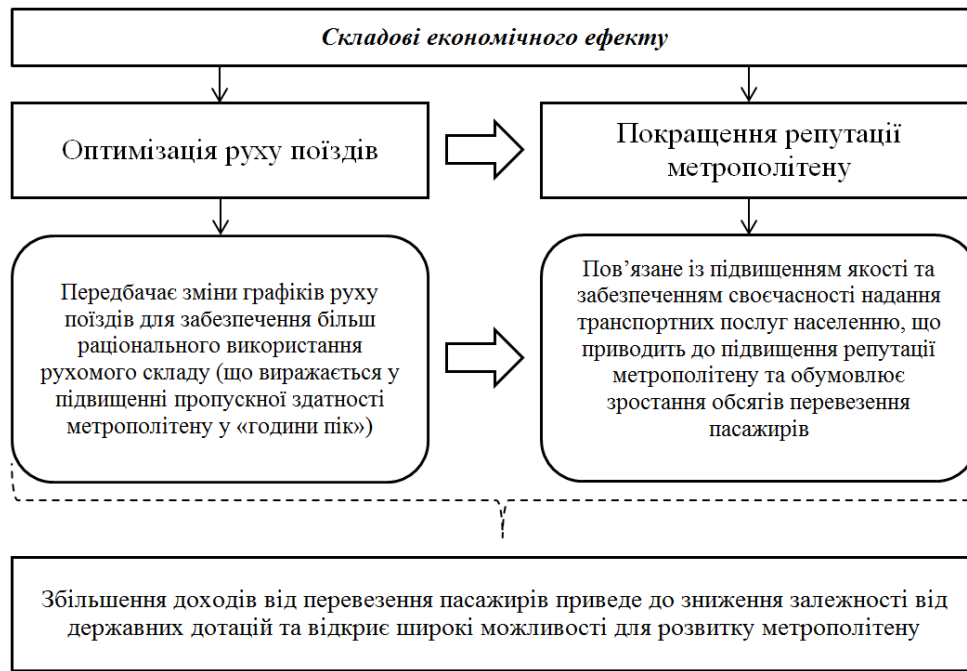 Складові економічного ефекту
Оптимізація руху поїздів
Покращення репутації
метрополітену
Передбачає зміни графіків руху
поїздів для забезпечення більш
раціонального використання
рухомого складу (що виражається у
підвищенні пропускної здатності
метрополітену у «години пік»)
Пов’язане із підвищенням якості та
забезпеченням своєчасності надання
транспортних послуг населенню, що
приводить до підвищення репутації
метрополітену та обумовлює
зростання обсягів перевезення
пасажирів
Збільшення доходів від перевезення пасажирів приведе до зниження залежності від
державних дотацій та відкриє широкі можливості для розвитку метрополітену